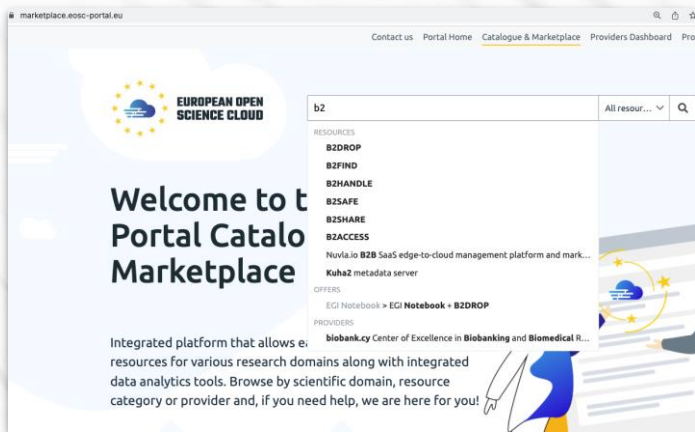 marketplace.eosc-portal.eu
Contact us Portal Home Catalogue & Marketplace Providers Dashboard Pro
EUROPEAN OPEN
SCIENCE CLOUD
b2
All resour...
RESOURCES
B2DROP
B2FIND
B2HANDLE
B2SAFE
B2SHARE
B2ACCESS
Nuvla.io B2B SaaS edge-to-cloud management platform and mark...
Kuha2 metadata server
OFFERS
EGI Notebook > EGI Notebook + B2DROP
PROVIDERS
biobank.cy Center of Excellence in Biobanking and Biomedical R...
Welcome to t
Portal Catalo
Marketplace
Integrated platform that allows ea
resources for various research domains along with integrated
data analytics tools. Browse by scientific domain, resource
category or provider and, if you need help, we are here for you!